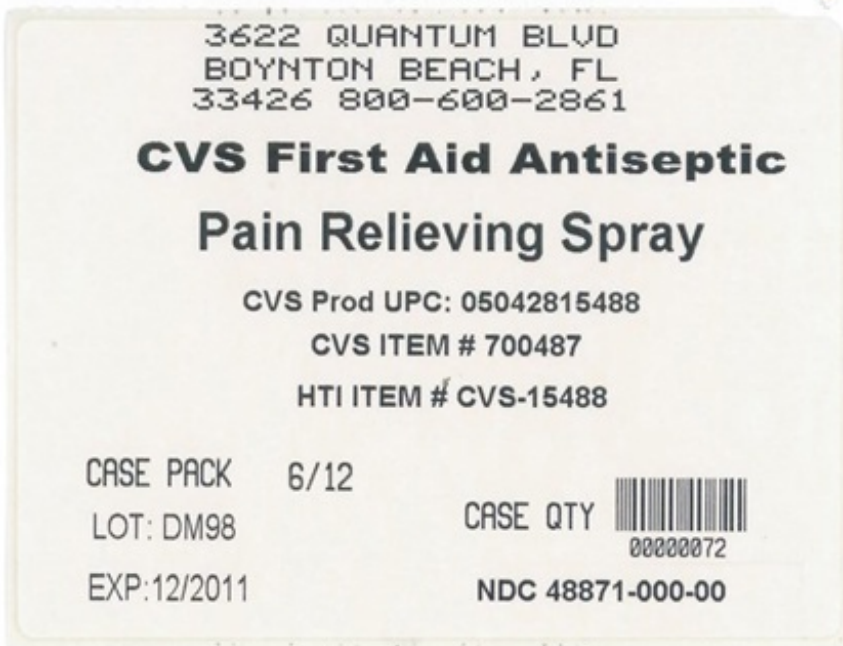 3622 QUANTUM BLVD
BOYNTON BEACH, FL
33426 800-600-2861
CVS First Aid Antiseptic
Pain Relieving Spray
CVS Prod UPC: 05042815488
CVS ITEM # 700487
HTI ITEM # CVS-15488
CASE PACK 6/12
LOT: DM98
CASE QTY
00000072
EXP:12/2011
NDC 48871-000-00